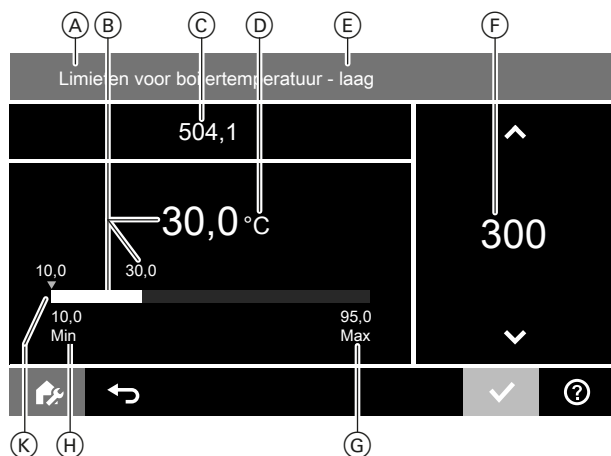 A B C D E F
Limieten voor boilertemperatuur - laag
504,1
30,0 °C
300
10,0 30,0
10,0 95,0
Min Max
?
K H G